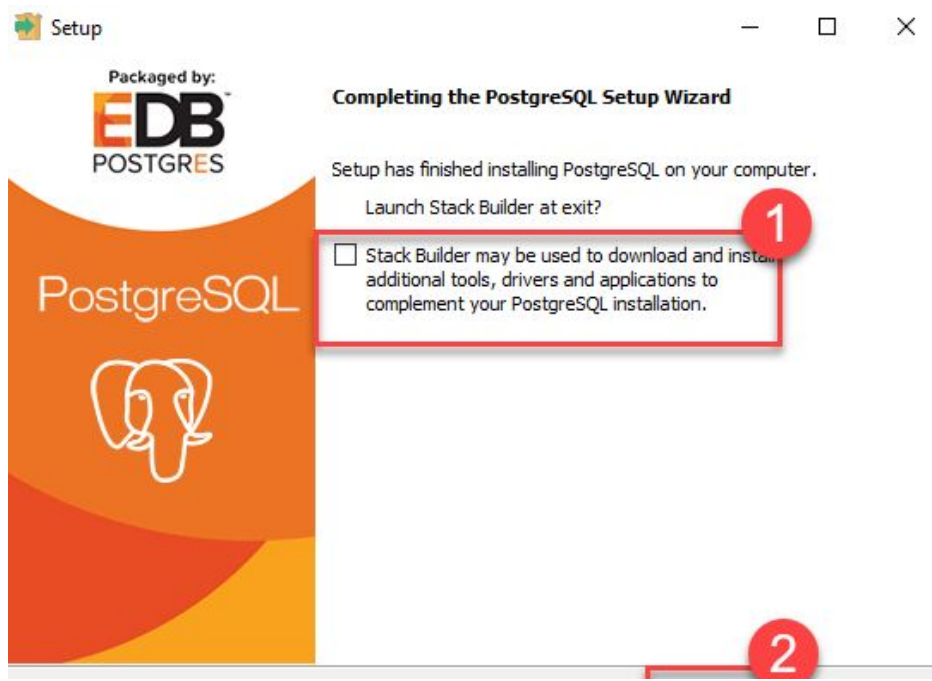 Setup
Packaged by:
EDB
POSTGRES
PostgreSQL
Completing the PostgreSQL Setup Wizard
Setup has finished installing PostgreSQL on your computer.
Launch Stack Builder at exit?
1
Stack Builder may be used to download and install
additional tools, drivers and applications to
complement your PostgreSQL installation.
2